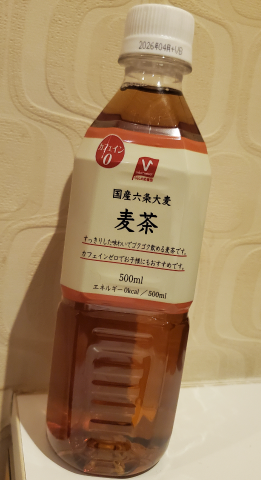 2026年04月+U5
カフェイン
0
V
国産六条大麦
麦茶
すっきりした味わいでゴクゴク飲める麦茶です。
カフェインゼロでお子様にもおすすめです。
500ml
エネルギー0kcal/500ml